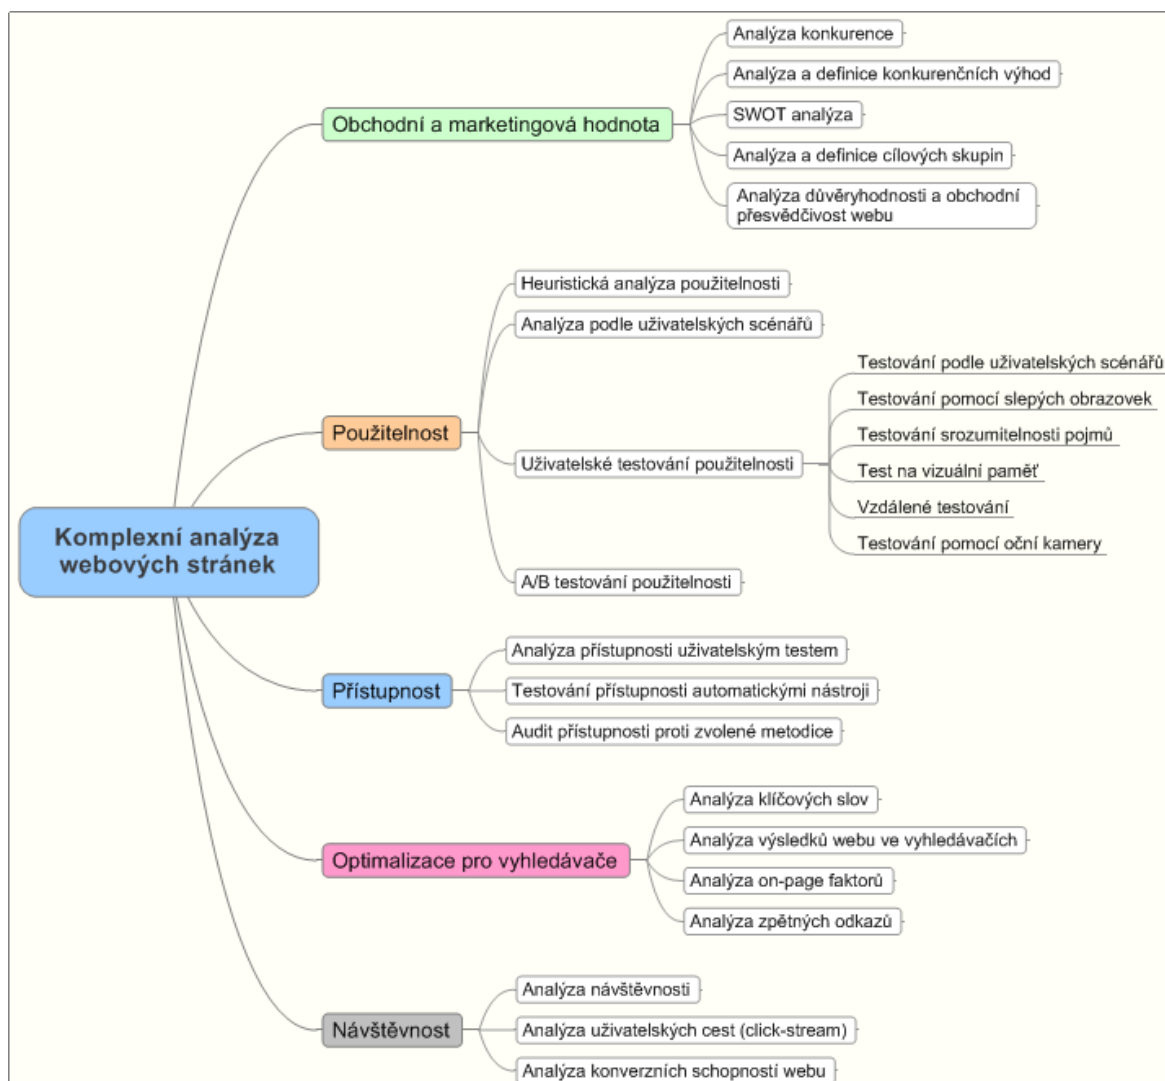 Komplexní analýza
webových stránek
Obchodní a marketingová hodnota
Analýza konkurence
Analýza a definice konkurenčních výhod
SWOT analýza
Analýza a definice cílových skupin
Analýza důvěryhodnosti a obchodní
přesvědčivost webu
Použitelnost
Heuristická analýza použitelnosti
Analýza podle uživatelských scénářů
Uživatelské testování použitelnosti
Testování podle uživatelských scénářů
Testování pomocí slepých obrazovek
Testování srozumitelnosti pojmů
Test na vizuální paměť
Vzdálené testování
Testování pomocí oční kamery
A/B testování použitelnosti
Přístupnost
Analýza přístupnosti uživatelským testem
Testování přístupnosti automatickými nástroji
Audit přístupnosti proti zvolené metodice
Optimalizace pro vyhledávače
Analýza klíčových slov
Analýza výsledků webu ve vyhledávačích
Analýza on-page faktorů
Analýza zpětných odkazů
Návštěvnost
Analýza návštěvnosti
Analýza uživatelských cest (click-stream)
Analýza konverzních schopností webu